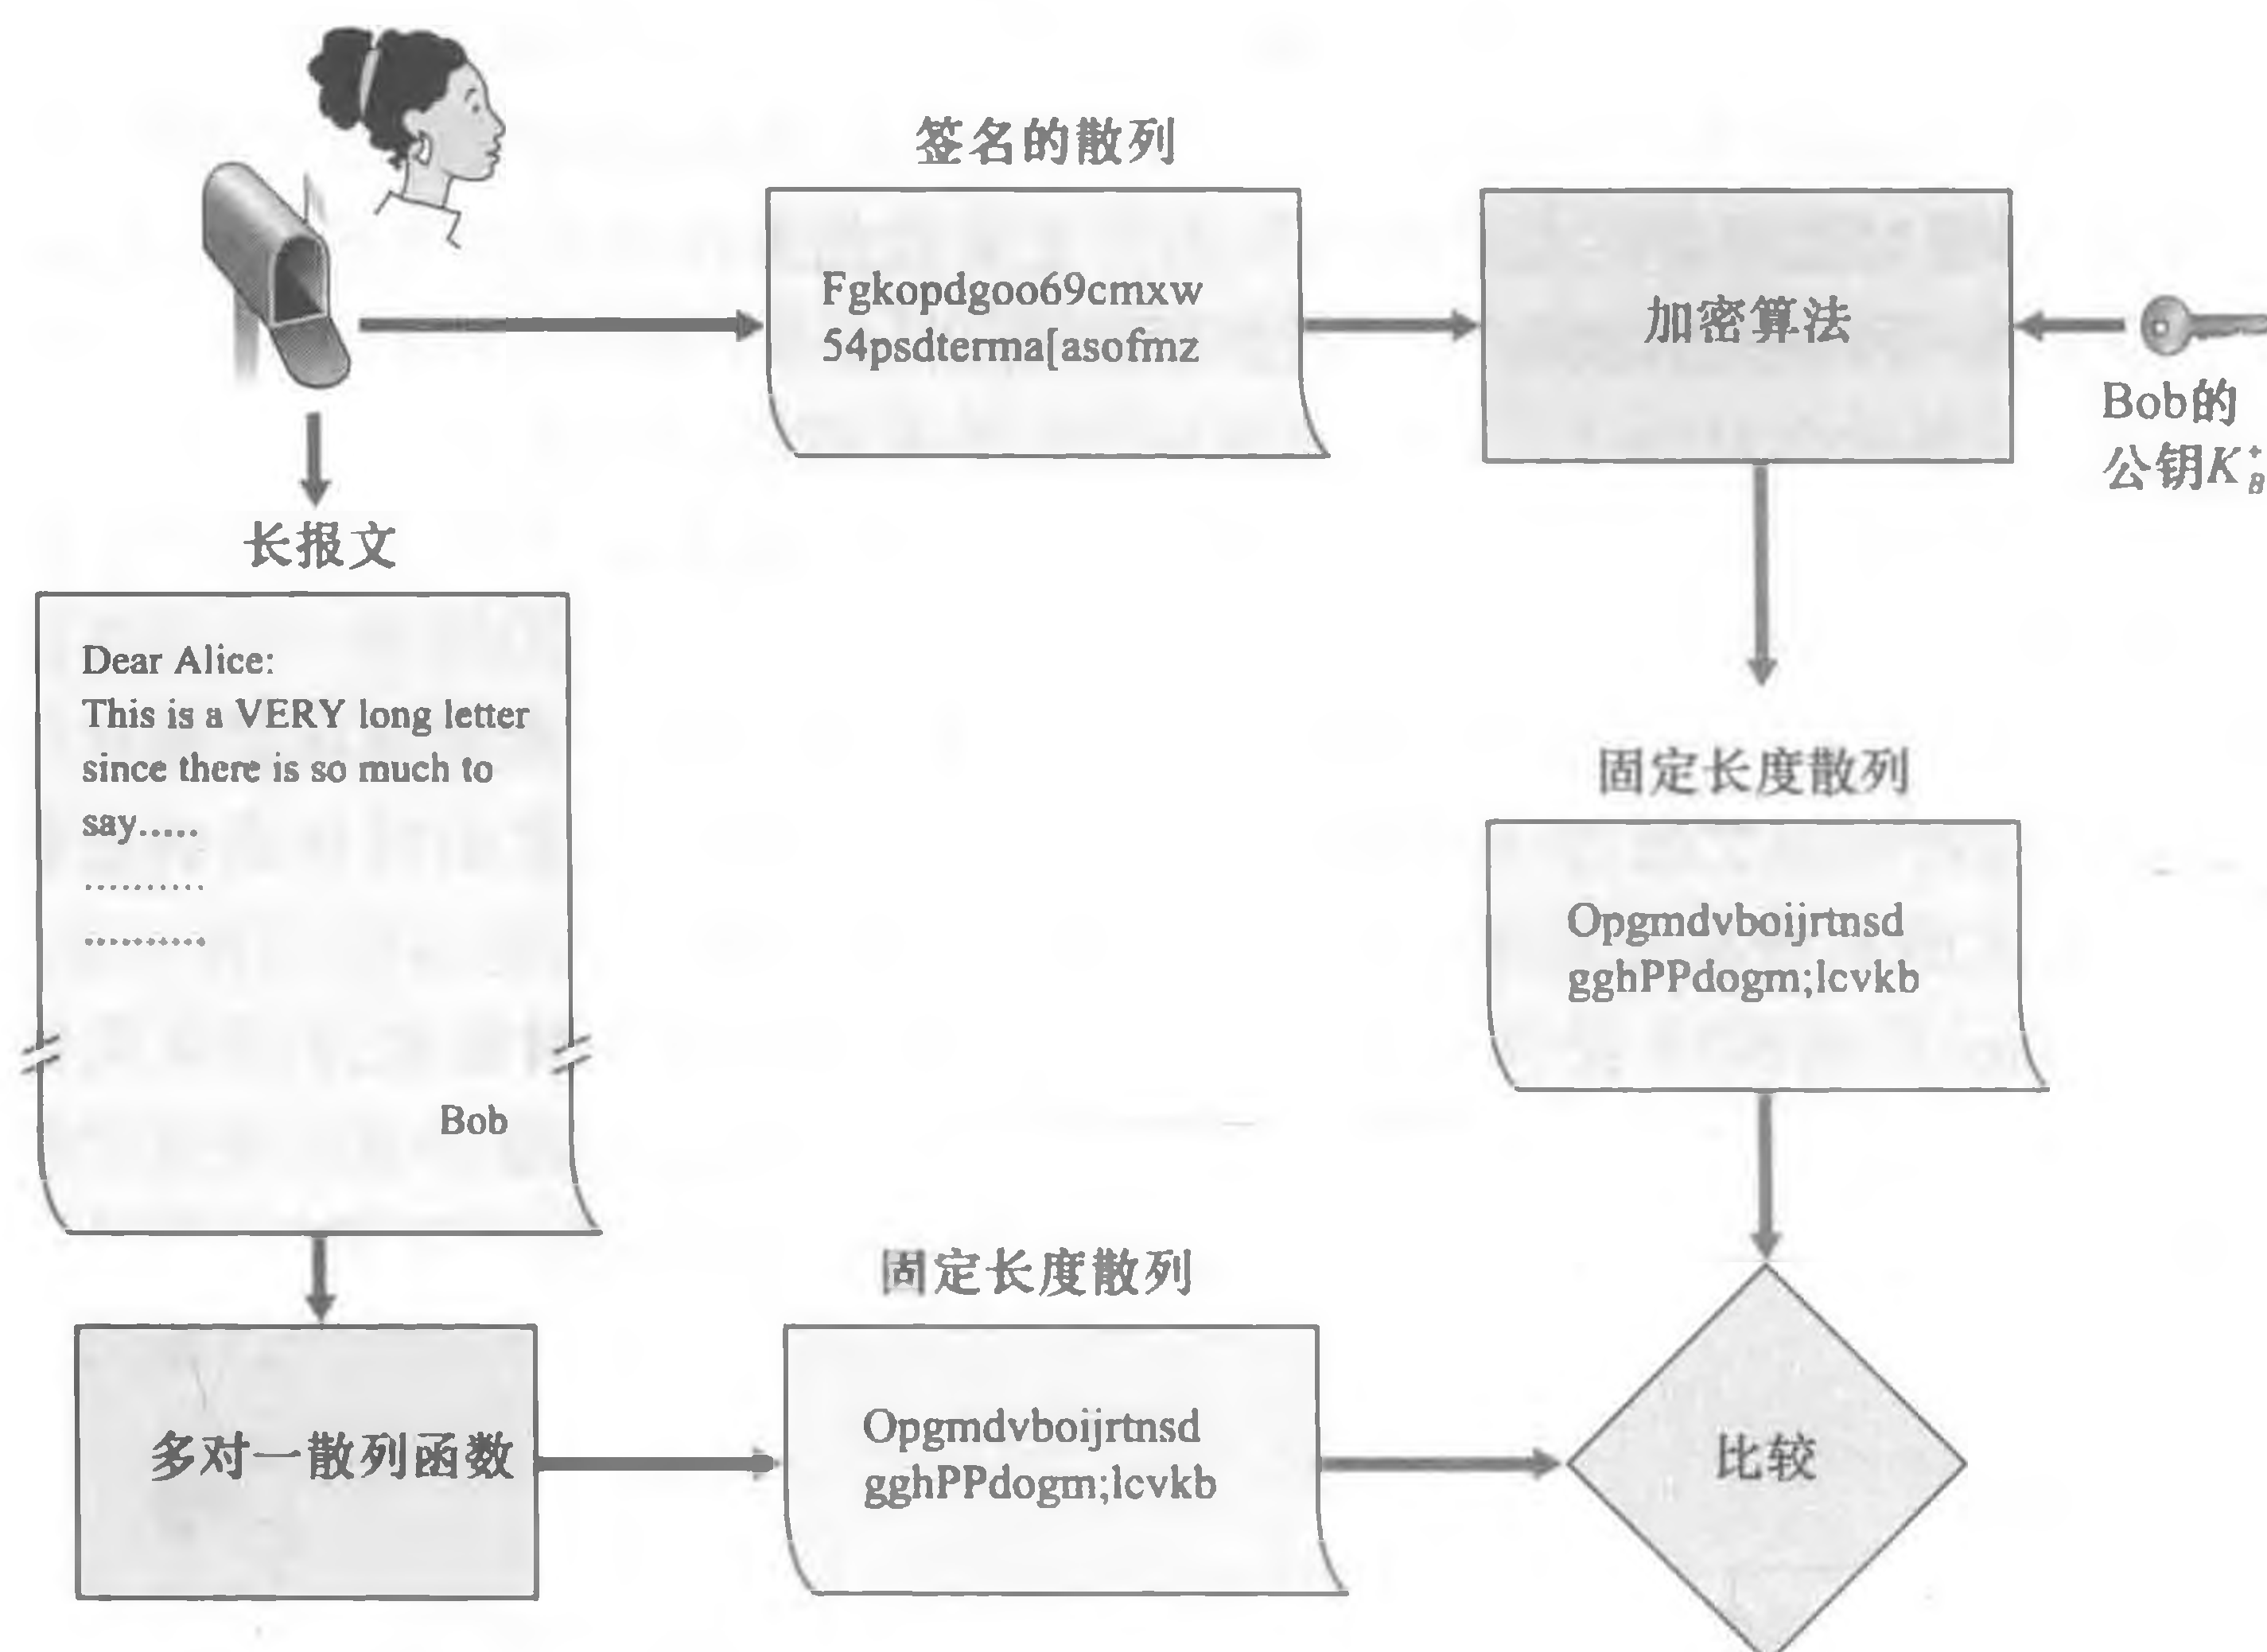 签名的散列
Fgkopdgoo69cmxw
54psdterma[asofmz
加密算法
Bob的
公钥K⁺B
长报文
Dear Alice:
This is a VERY long letter
since there is so much to
say.....
..........
..........
Bob
固定长度散列
Opgmdvboijrtnsd
gghPPdogm;lcvkb
多对一散列函数
固定长度散列
Opgmdvboijrtnsd
gghPPdogm;lcvkb
比较